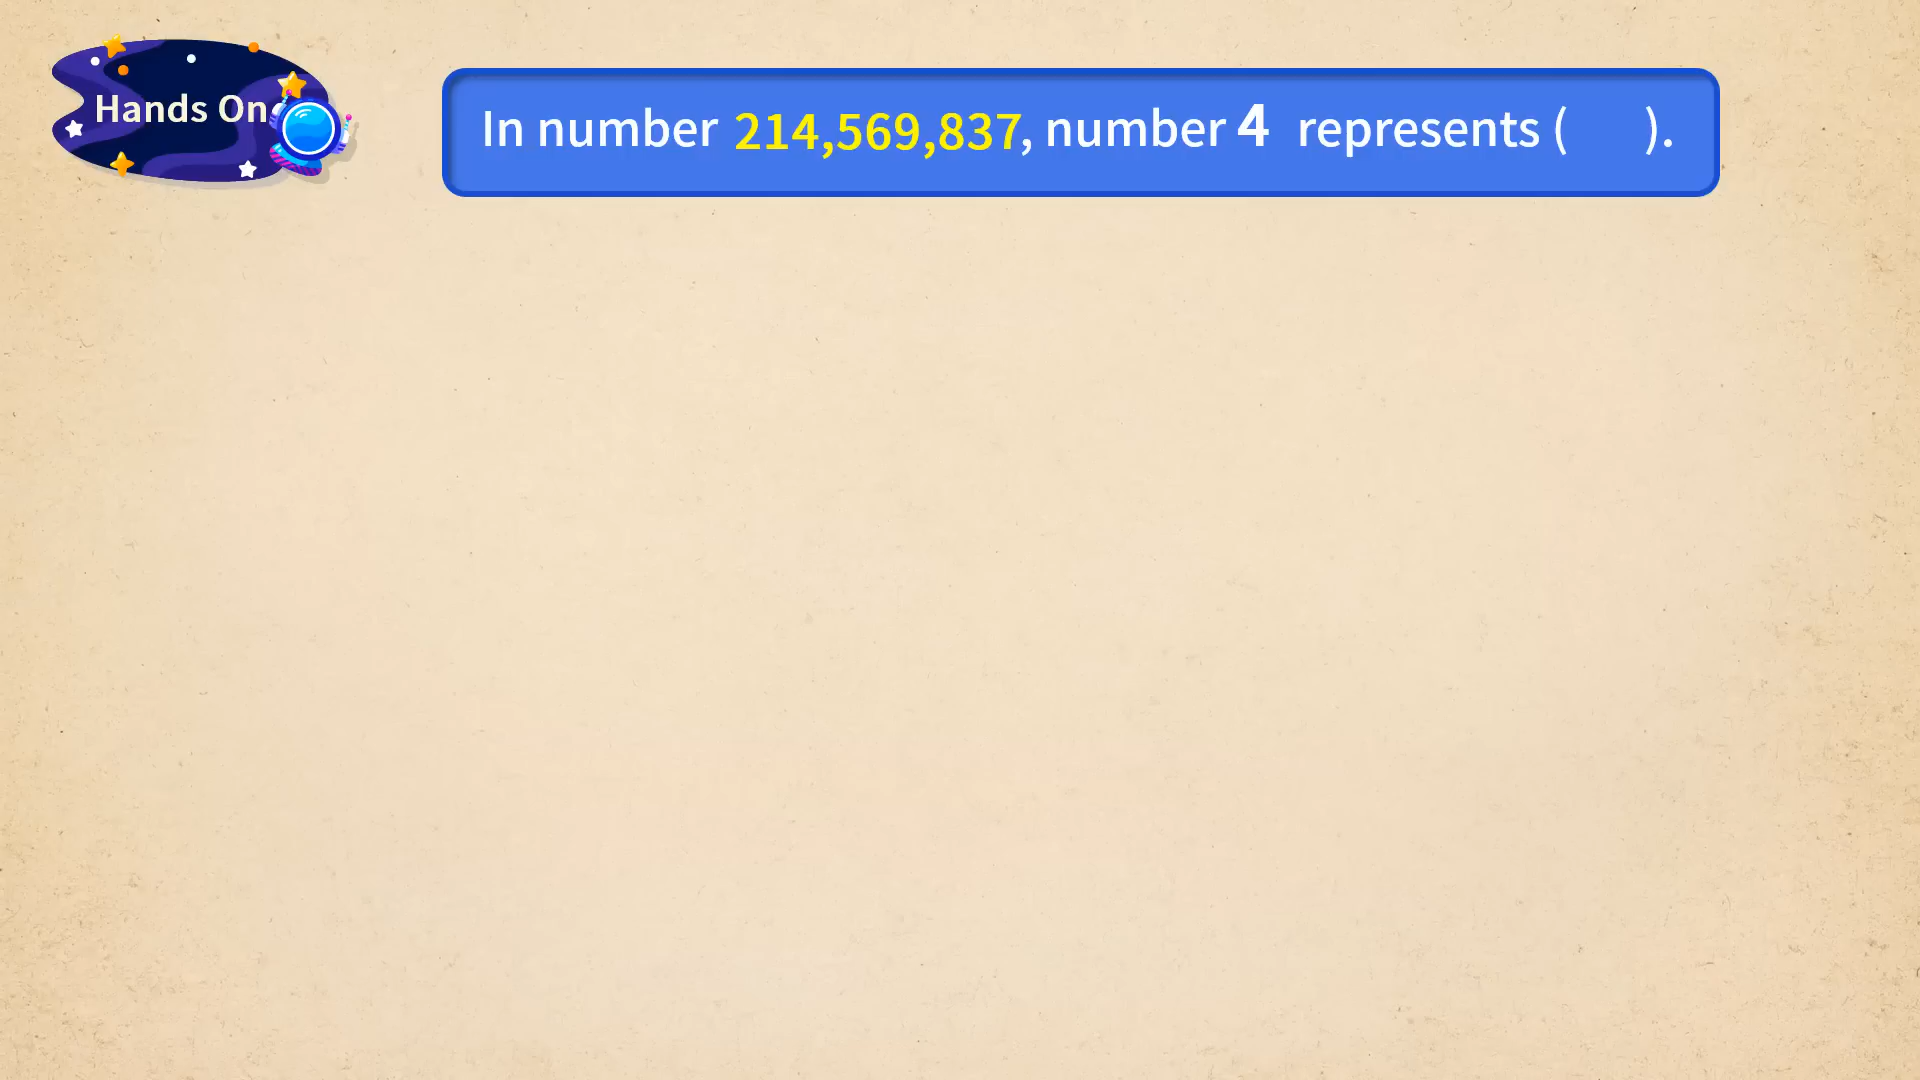 Hands On
In number 214,569,837, number 4 represents (     ).